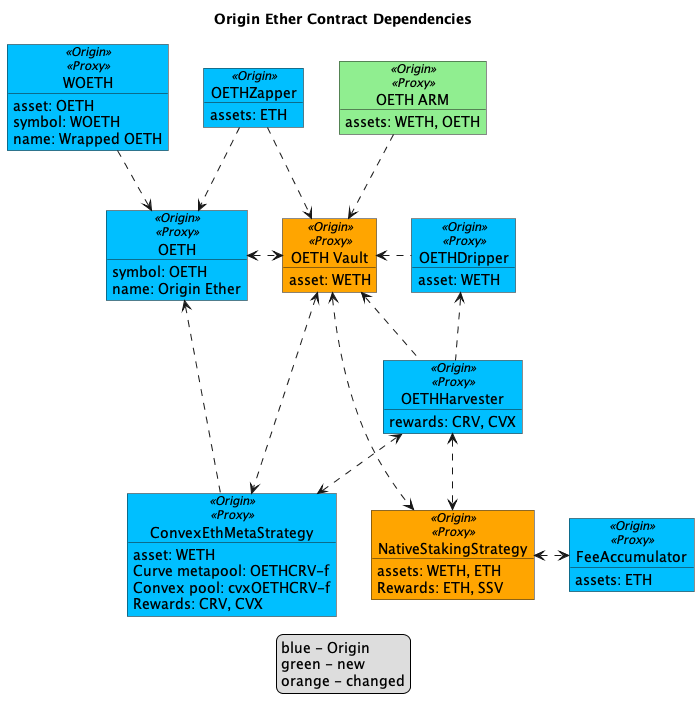 Origin Ether Contract Dependencies
«Origin»
«Proxy»
WOETH
asset: OETH
symbol: WOETH
name: Wrapped OETH
«Origin»
OETHZapper
assets: ETH
«Origin»
«Proxy»
OETH ARM
assets: WETH, OETH
«Origin»
«Proxy»
OETH
symbol: OETH
name: Origin Ether
«Origin»
«Proxy»
OETH Vault
asset: WETH
«Origin»
«Proxy»
OETHDripper
asset: WETH
«Origin»
«Proxy»
OETHHarvester
rewards: CRV, CVX
«Origin»
«Proxy»
ConvexEthMetaStrategy
asset: WETH
Curve metapool: OETHCRV-f
Convex pool: cvxOETHCRV-f
Rewards: CRV, CVX
«Origin»
«Proxy»
NativeStakingStrategy
assets: WETH, ETH
Rewards: ETH, SSV
«Origin»
«Proxy»
FeeAccumulator
assets: ETH
blue - Origin
green - new
orange - changed